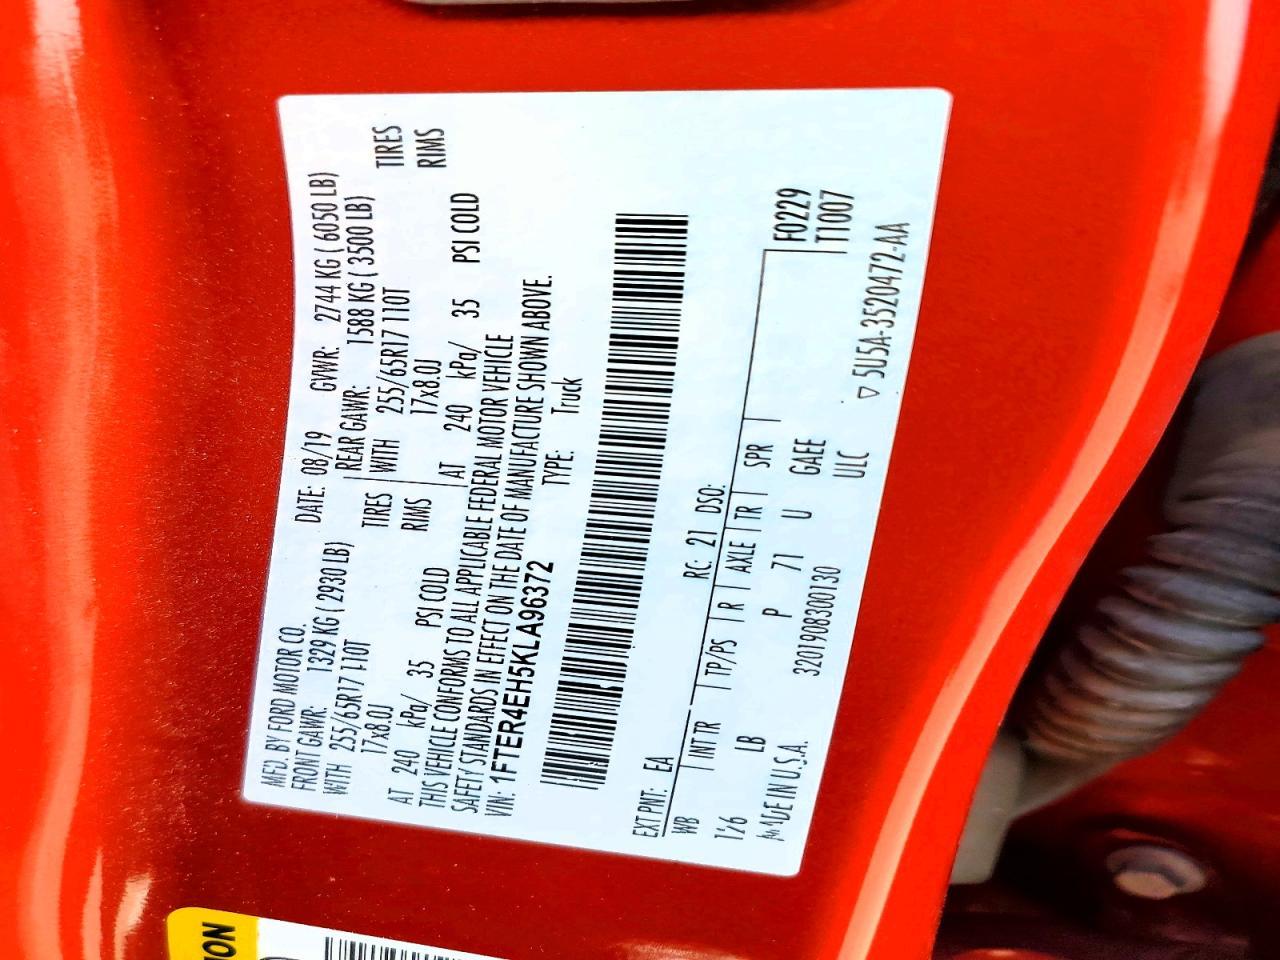 MFD. BY FORD MOTOR CO.
DATE: 08/19 GVWR: 2744 KG ( 6050 LB)
FRONT GAWR: 1329 KG ( 2930 LB) REAR GAWR: 1588 KG ( 3500 LB)
WITH 255/65R17 110T TIRES WITH 255/65R17 110T TIRES
17x8.0J RIMS 17x8.0J RIMS
AT 240 kPa/ 35 PSI COLD AT 240 kPa/ 35 PSI COLD
THIS VEHICLE CONFORMS TO ALL APPLICABLE FEDERAL MOTOR VEHICLE
SAFETY STANDARDS IN EFFECT ON THE DATE OF MANUFACTURE SHOWN ABOVE.
VIN: 1FTER4EH5KLA96372 TYPE: Truck
EXT PNT: EA RC: 21 DSO:
WB INT TR TP/PS R AXLE TR SPR F0229
LB P 71 U GAEE T1007
MADE IN U.S.A. 3201908300130 ULC
5U5A-3520472-AA